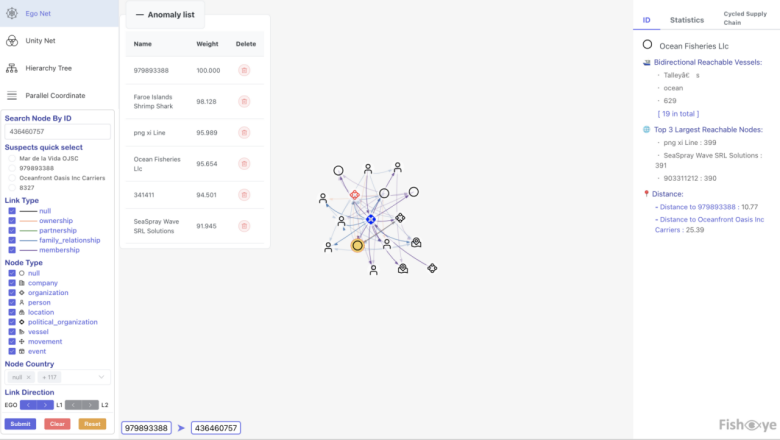 Ego Net
Unity Net
Hierarchy Tree
Parallel Coordinate
Search Node By ID
436460757
Suspects quick select
Mar de la Vida OJSC
979893388
Oceanfront Oasis Inc Carriers
8327
Link Type
null
ownership
partnership
family_relationship
membership
Node Type
null
company
organization
person
location
political_organization
vessel
movement
event
Node Country
null × + 117
Link Direction
EGO < > L1 < > L2
Submit Clear Reset
— Anomaly list
Name Weight Delete
979893388 100.000
Faroe Islands
Shrimp Shark 98.128
png xi Line 95.989
Ocean Fisheries
Llc 95.654
341411 94.501
SeaSpray Wave
SRL Solutions 91.945
979893388 436460757
ID Statistics Cycled Supply
Chain
Ocean Fisheries Llc
Bidirectional Reachable Vessels:
Talleyâ€ s
ocean
629
[ 19 in total ]
Top 3 Largest Reachable Nodes:
png xi Line : 399
SeaSpray Wave SRL Solutions :
391
903311212 : 390
Distance:
- Distance to 979893388 : 10.77
- Distance to Oceanfront Oasis Inc
Carriers : 25.39
Fish eye